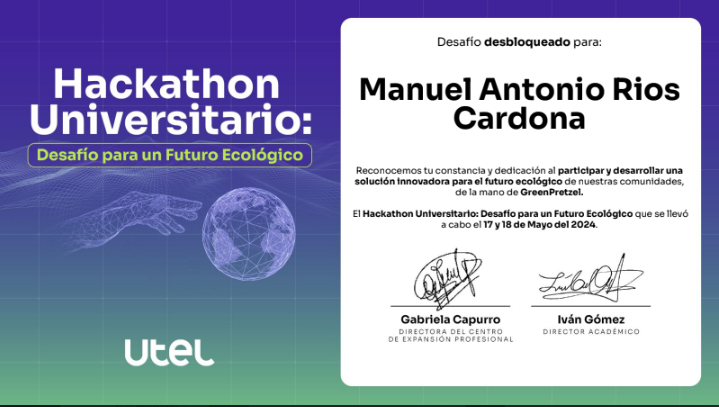 Hackathon
Universitario:
Desafío para un Futuro Ecológico
utel
Desafío desbloqueado para:
Manuel Antonio Rios
Cardona
Reconocemos tu constancia y dedicación al participar y desarrollar una
solución innovadora para el futuro ecológico de nuestras comunidades,
de la mano de GreenPretzel.
El Hackathon Universitario: Desafío para un Futuro Ecológico que se llevó
a cabo el 17 y 18 de Mayo del 2024.
Gabriela Capurro
DIRECTORA DEL CENTRO
DE EXPANSIÓN PROFESIONAL
Iván Gómez
DIRECTOR ACADÉMICO